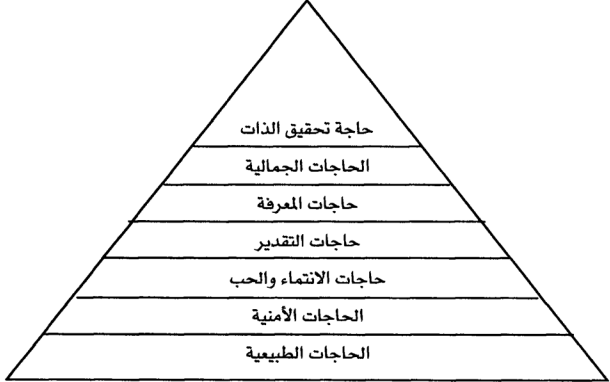 حاجة تحقيق الذات
الحاجات الجمالية
حاجات المعرفة
حاجات التقدير
حاجات الانتماء والحب
الحاجات الأمنية
الحاجات الطبيعية